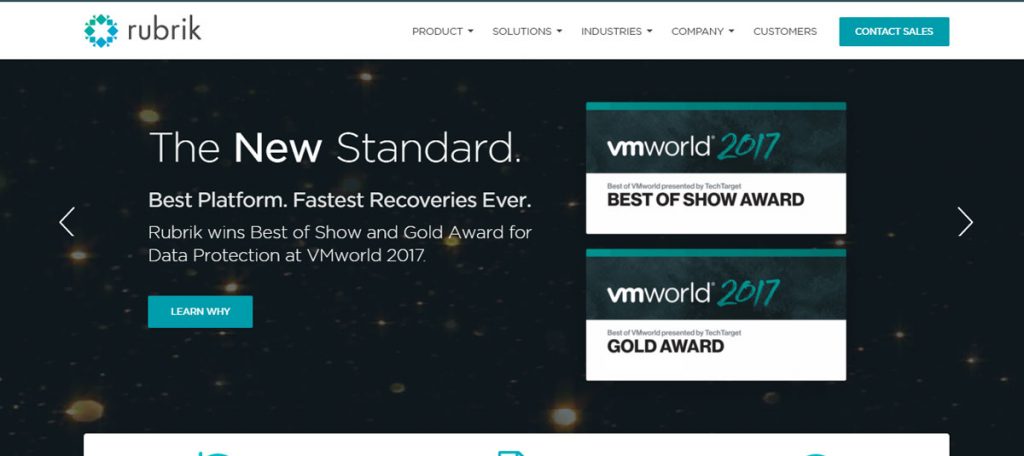 rubrik
PRODUCT
SOLUTIONS
INDUSTRIES
COMPANY
CUSTOMERS
CONTACT SALES
The New Standard.
Best Platform. Fastest Recoveries Ever.
Rubrik wins Best of Show and Gold Award for
Data Protection at VMworld 2017.
LEARN WHY
vmworld® 2017
Best of VMworld presented by TechTarget
BEST OF SHOW AWARD
vmworld® 2017
Best of VMworld presented by TechTarget
GOLD AWARD